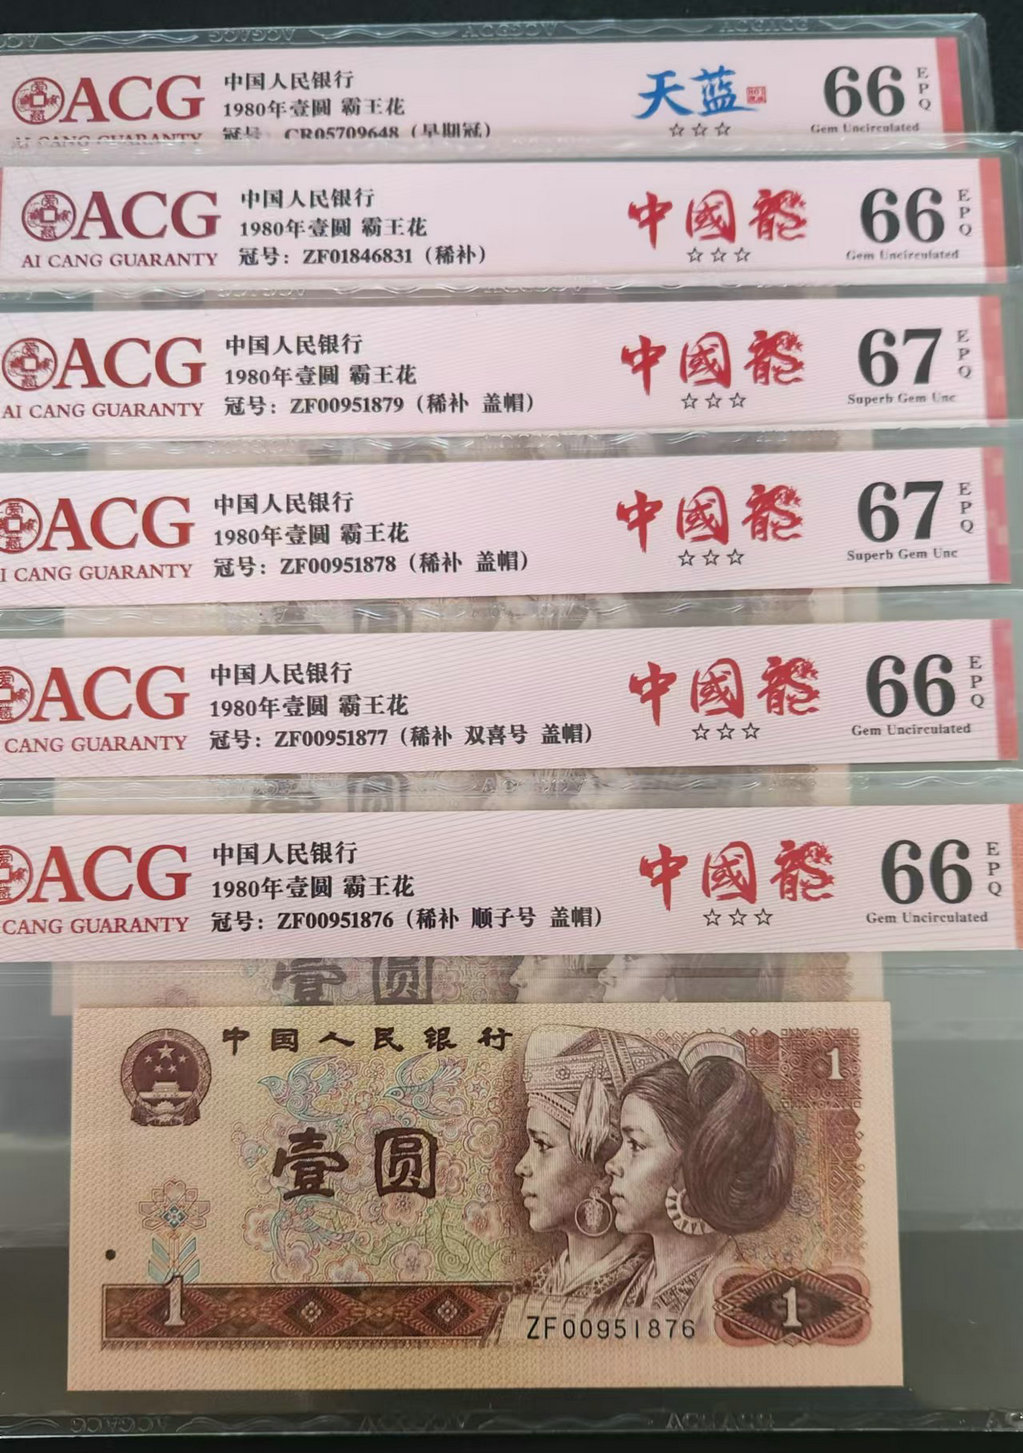 ACG
中国人民银行
1980年壹圆 霸王花
冠号: CR05709648 (早期冠)
AI CANG GUARANTY
天蓝
☆☆☆
66
EPQ
Gem Uncirculated
ACG
AI CANG GUARANTY
中国人民银行
1980年壹圆 霸王花
冠号: ZF01846831 (稀补)
中國龍
☆☆☆
66
EPQ
Gem Uncirculated
ACG
AI CANG GUARANTY
中国人民银行
1980年壹圆 霸王花
冠号: ZF00951879 (稀补 盖帽)
中國龍
☆☆☆
67
EPQ
Superb Gem Unc
ACG
I CANG GUARANTY
中国人民银行
1980年壹圆 霸王花
冠号: ZF00951878 (稀补 盖帽)
中國龍
☆☆☆
67
EPQ
Superb Gem Unc
ACG
CANG GUARANTY
中国人民银行
1980年壹圆 霸王花
冠号: ZF00951877 (稀补 双喜号 盖帽)
中國龍
☆☆☆
66
EPQ
Gem Uncirculated
ACG
CANG GUARANTY
中国人民银行
1980年壹圆 霸王花
冠号: ZF00951876 (稀补 顺子号 盖帽)
中國龍
☆☆☆
66
EPQ
Gem Uncirculated
壹圆
中国人民银行
1
壹圆
1
1
ZF00951876